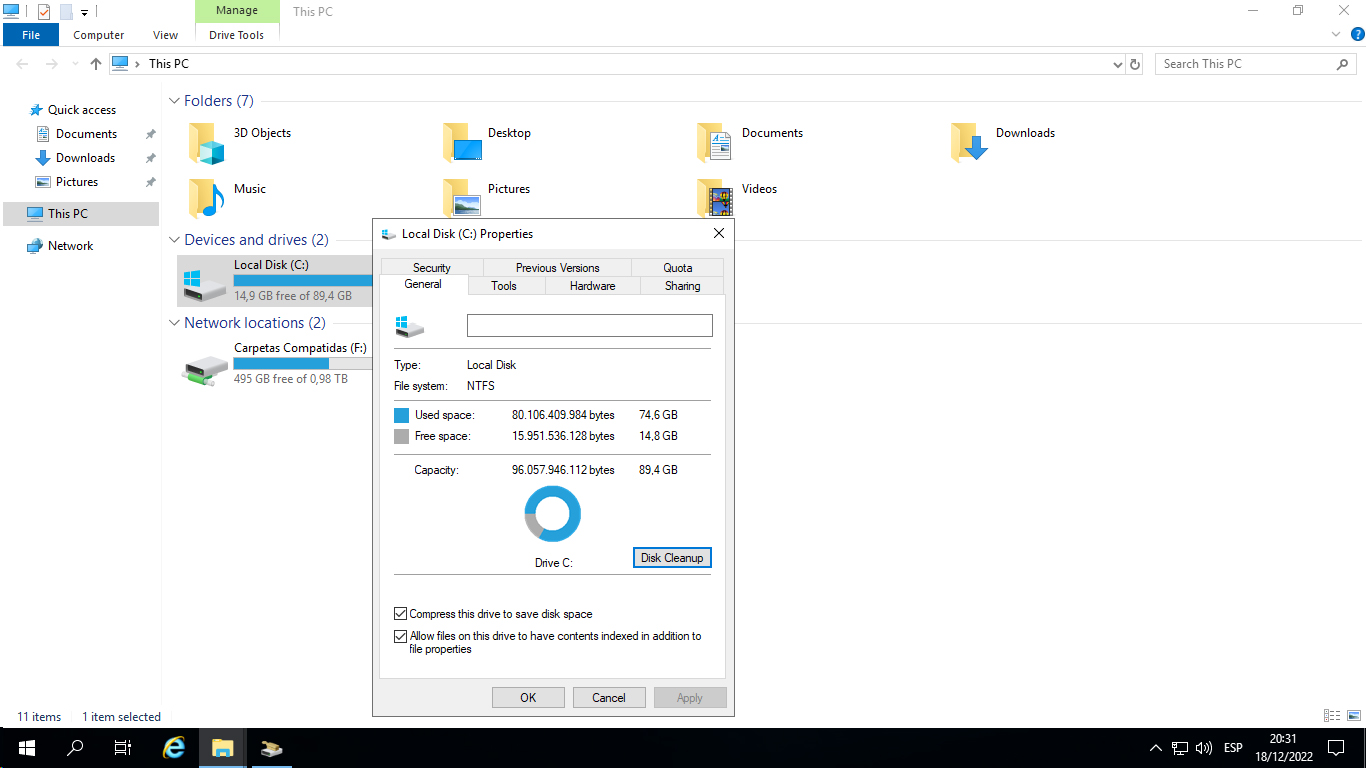 Manage
This PC
File
Computer
View
Drive Tools
This PC
Search This PC
Quick access
Documents
Downloads
Pictures
This PC
Network
Folders (7)
3D Objects
Desktop
Documents
Downloads
Music
Pictures
Videos
Devices and drives (2)
Local Disk (C:)
14,9 GB free of 89,4 GB
Network locations (2)
Carpetas Compatidas (F:)
495 GB free of 0,98 TB
Local Disk (C:) Properties
Security
Previous Versions
Quota
General
Tools
Hardware
Sharing
Type: Local Disk
File system: NTFS
Used space: 80.106.409.984 bytes 74,6 GB
Free space: 15.951.536.128 bytes 14,8 GB
Capacity: 96.057.946.112 bytes 89,4 GB
Drive C:
Disk Cleanup
Compress this drive to save disk space
Allow files on this drive to have contents indexed in addition to
file properties
OK
Cancel
Apply
11 items
1 item selected
ESP
20:31
18/12/2022